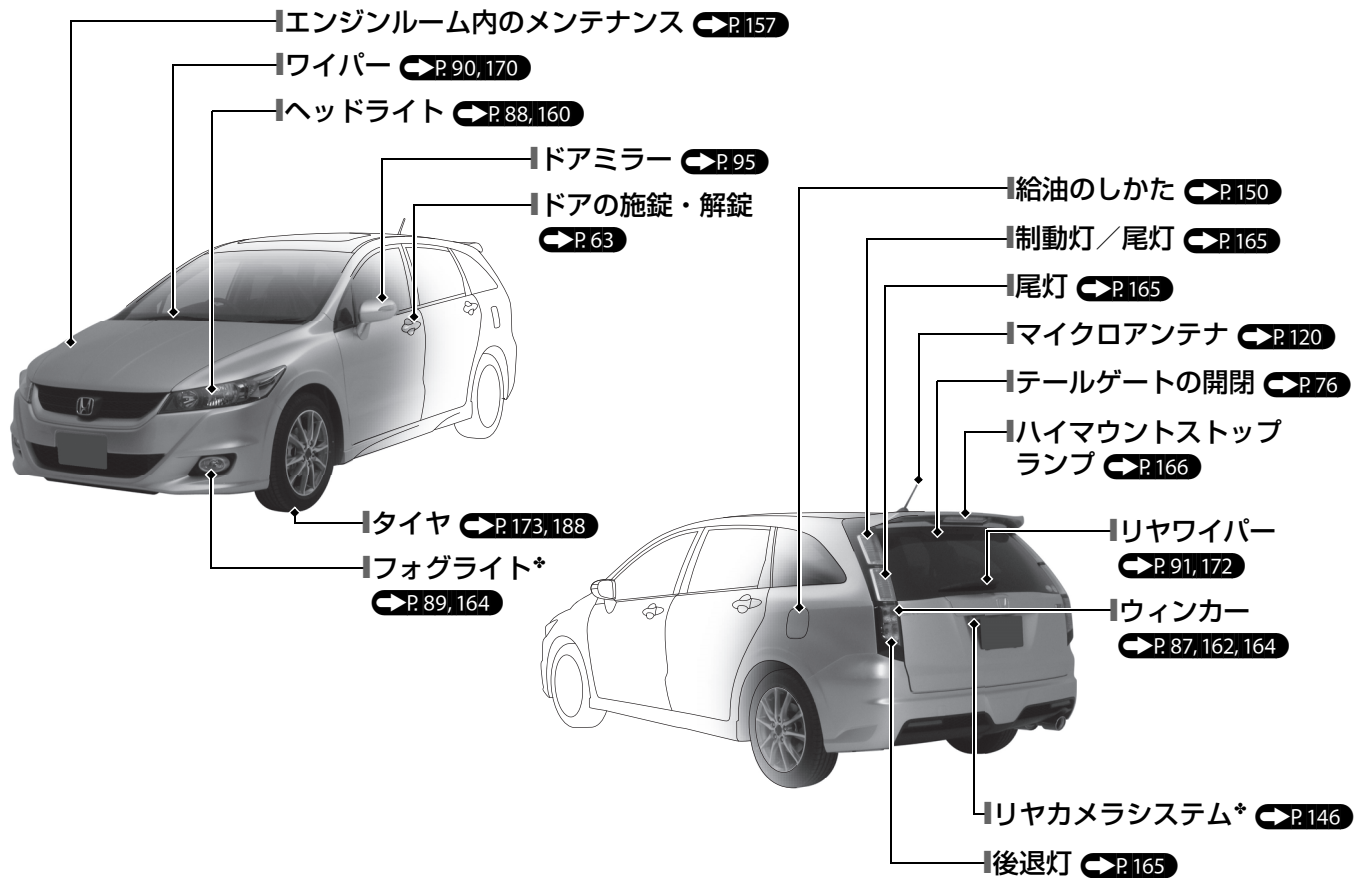 エンジンルーム内のメンテナンス P. 157
ワイパー P. 90, 170
ヘッドライト P. 88, 160
ドアミラー P. 95
ドアの施錠・解錠
P. 63
タイヤ P. 173, 188
フォグライト✤
P. 89, 164
給油のしかた P. 150
制動灯／尾灯 P. 165
尾灯 P. 165
マイクロアンテナ P. 120
テールゲートの開閉 P. 76
ハイマウントストップ
ランプ P. 166
リヤワイパー
P. 91, 172
ウィンカー
P. 87, 162, 164
リヤカメラシステム✤ P. 146
後退灯 P. 165